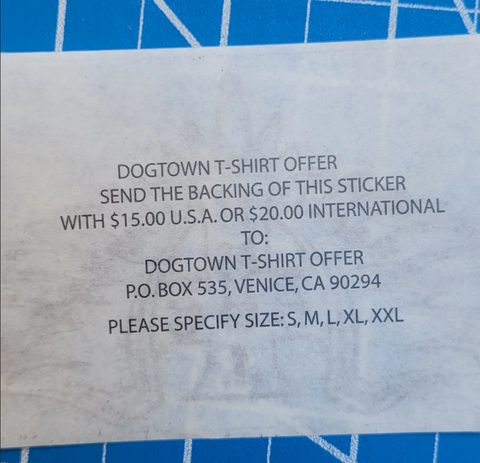 DOGTOWN T-SHIRT OFFER
SEND THE BACKING OF THIS STICKER
WITH $15.00 U.S.A. OR $20.00 INTERNATIONAL
TO:
DOGTOWN T-SHIRT OFFER
P.O. BOX 535, VENICE, CA 90294
PLEASE SPECIFY SIZE: S, M, L, XL, XXL